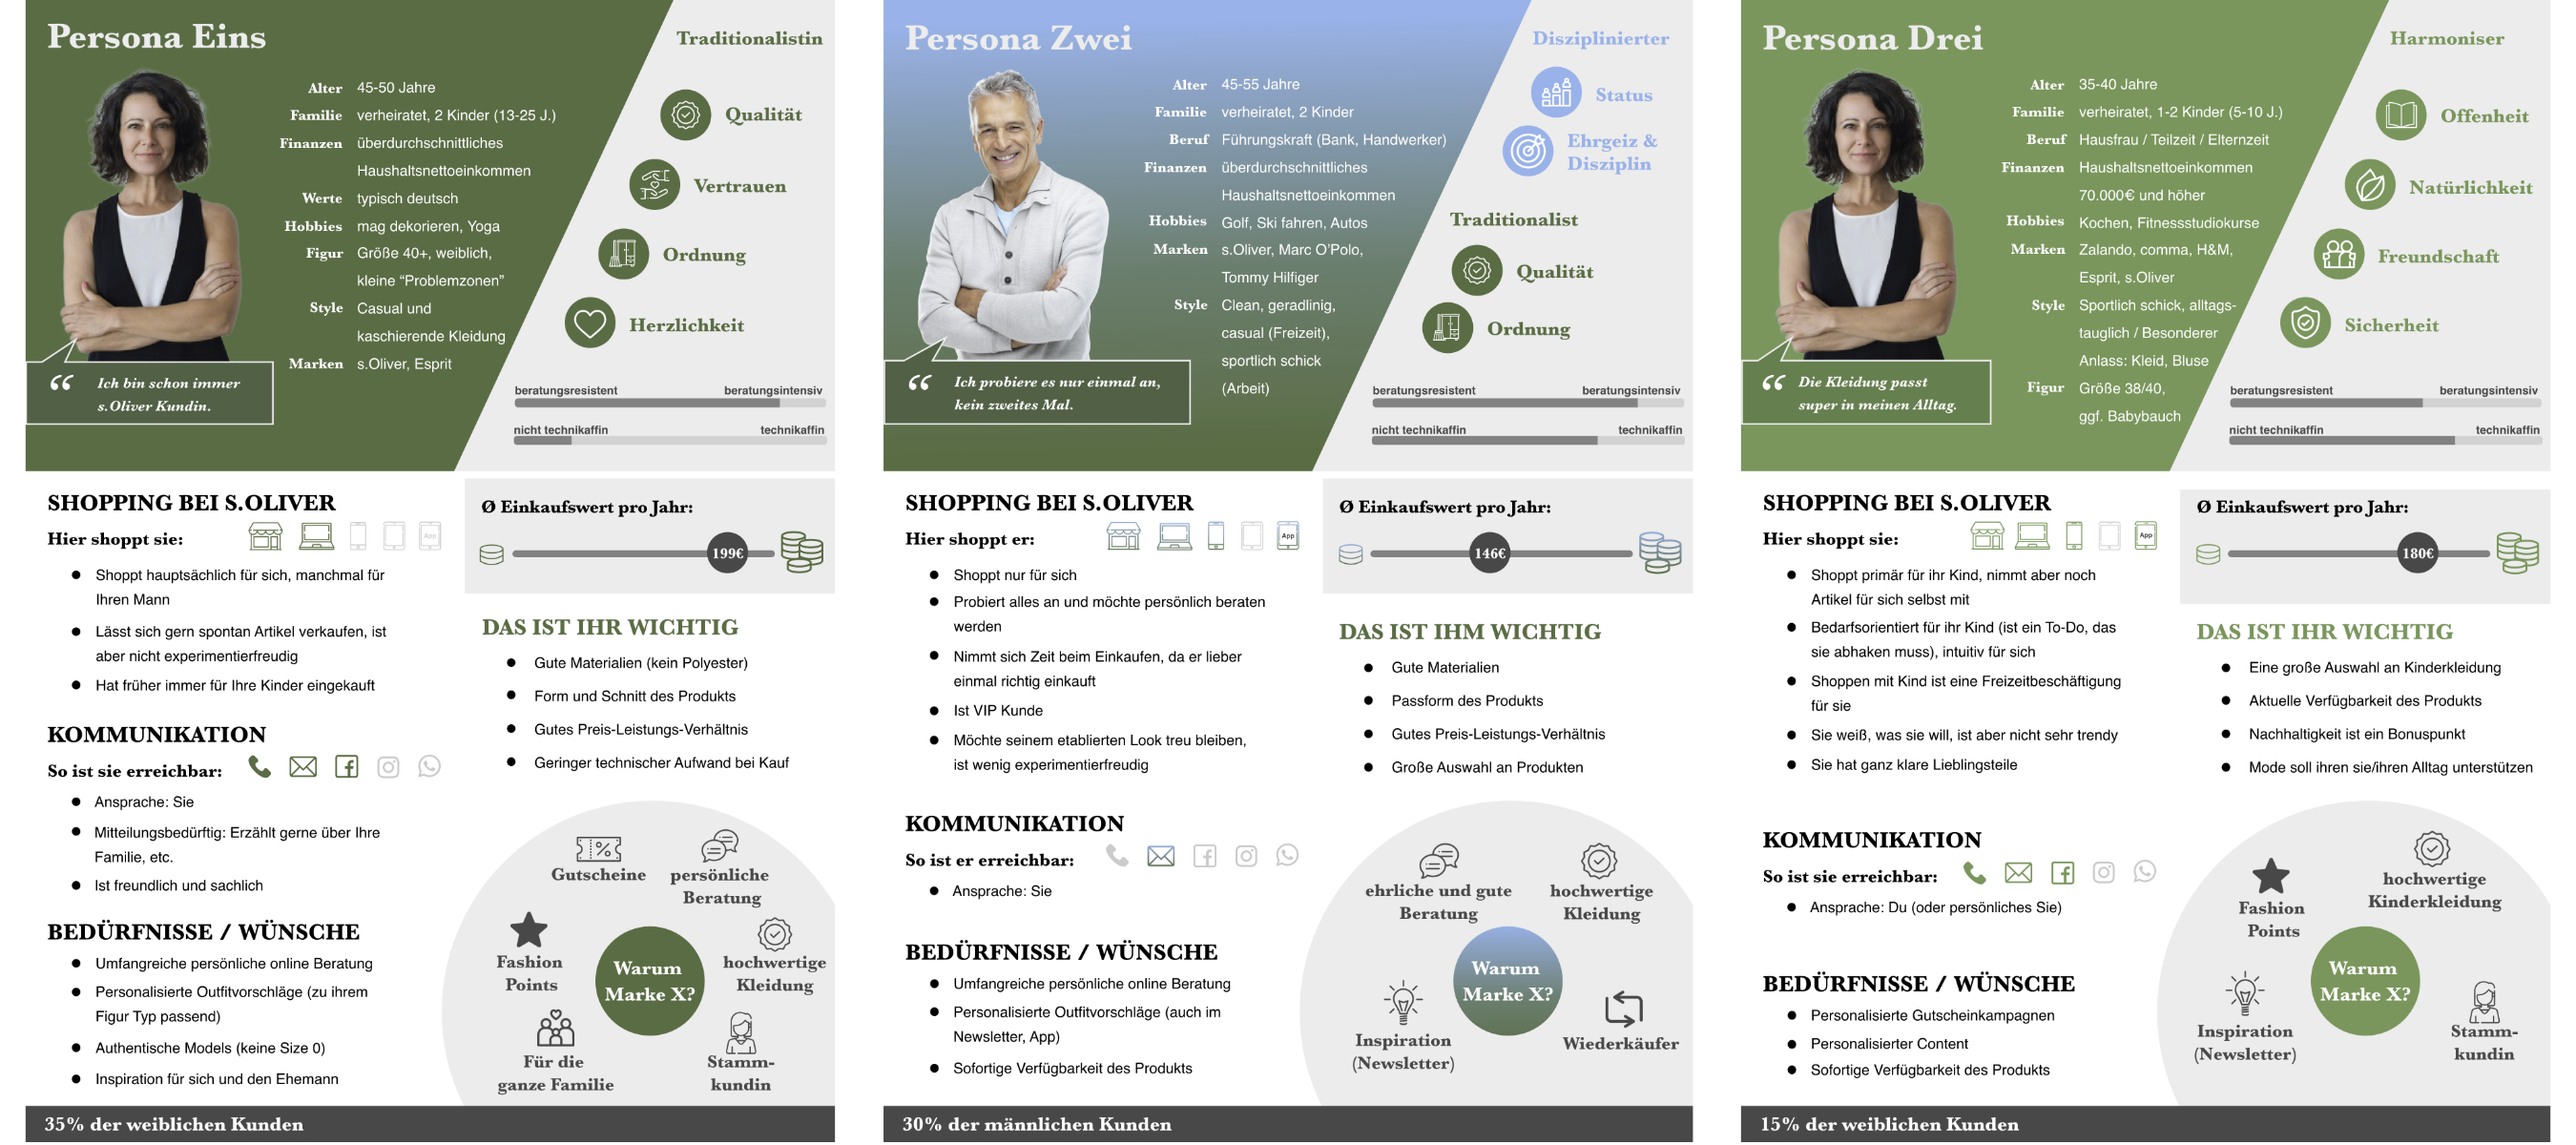 Persona Eins
Traditionalistin
Alter 45-50 Jahre
Familie verheiratet, 2 Kinder (13-25 J.)
Finanzen überdurchschnittliches
Haushaltsnettoeinkommen
Werte typisch deutsch
Hobbies mag dekorieren, Yoga
Figur Größe 40+, weiblich,
kleine “Problemzonen”
Style Casual und
kaschierende Kleidung
Marken s.Oliver, Esprit
“ Ich bin schon immer
s.Oliver Kundin.
Qualität
Vertrauen
Ordnung
Herzlichkeit
beratungsresistent beratungsintensiv
nicht technikaffin technikaffin
SHOPPING BEI S.OLIVER
Hier shoppt sie:
App
Shoppt hauptsächlich für sich, manchmal für
Ihren Mann
Lässt sich gern spontan Artikel verkaufen, ist
aber nicht experimentierfreudig
Hat früher immer für Ihre Kinder eingekauft
KOMMUNIKATION
So ist sie erreichbar:
Ansprache: Sie
Mitteilungsbedürftig: Erzählt gerne über Ihre
Familie, etc.
Ist freundlich und sachlich
BEDÜRFNISSE / WÜNSCHE
Umfangreiche persönliche online Beratung
Personalisierte Outfitvorschläge (zu ihrem
Figur Typ passend)
Authentische Models (keine Size 0)
Inspiration für sich und den Ehemann
Ø Einkaufswert pro Jahr:
199€
DAS IST IHR WICHTIG
Gute Materialien (kein Polyester)
Form und Schnitt des Produkts
Gutes Preis-Leistungs-Verhältnis
Geringer technischer Aufwand bei Kauf
Gutscheine
persönliche
Beratung
Fashion
Points
Warum
Marke X?
hochwertige
Kleidung
Für die
ganze Familie
Stamm-
kundin
35% der weiblichen Kunden
Persona Zwei
Disziplinierter
Alter 45-55 Jahre
Familie verheiratet, 2 Kinder
Beruf Führungskraft (Bank, Handwerker)
Finanzen überdurchschnittliches
Haushaltsnettoeinkommen
Hobbies Golf, Ski fahren, Autos
Marken s.Oliver, Marc O’Polo,
Tommy Hilfiger
Style Clean, geradlinig,
casual (Freizeit),
sportlich schick
(Arbeit)
“ Ich probiere es nur einmal an,
kein zweites Mal.
Status
Ehrgeiz &
Disziplin
Traditionalist
Qualität
Ordnung
beratungsresistent beratungsintensiv
nicht technikaffin technikaffin
SHOPPING BEI S.OLIVER
Hier shoppt er:
App
Shoppt nur für sich
Probiert alles an und möchte persönlich beraten
werden
Nimmt sich Zeit beim Einkaufen, da er lieber
einmal richtig einkauft
Ist VIP Kunde
Möchte seinem etablierten Look treu bleiben,
ist wenig experimentierfreudig
KOMMUNIKATION
So ist er erreichbar:
Ansprache: Sie
BEDÜRFNISSE / WÜNSCHE
Umfangreiche persönliche online Beratung
Personalisierte Outfitvorschläge (auch im
Newsletter, App)
Sofortige Verfügbarkeit des Produkts
Ø Einkaufswert pro Jahr:
146€
DAS IST IHM WICHTIG
Gute Materialien
Passform des Produkts
Gutes Preis-Leistungs-Verhältnis
Große Auswahl an Produkten
ehrliche und gute
Beratung
hochwertige
Kleidung
Warum
Marke X?
Inspiration
(Newsletter)
Wiederkäufer
30% der männlichen Kunden
Persona Drei
Harmoniser
Alter 35-40 Jahre
Familie verheiratet, 1-2 Kinder (5-10 J.)
Beruf Hausfrau / Teilzeit / Elternzeit
Finanzen Haushaltsnettoeinkommen
70.000€ und höher
Hobbies Kochen, Fitnessstudiokurse
Marken Zalando, comma, H&M,
Esprit, s.Oliver
Style Sportlich schick, alltags-
tauglich / Besonderer
Anlass: Kleid, Bluse
Figur Größe 38/40,
ggf. Babybauch
“ Die Kleidung passt
super in meinen Alltag.
Offenheit
Natürlichkeit
Freundschaft
Sicherheit
beratungsresistent beratungsintensiv
nicht technikaffin technikaffin
SHOPPING BEI S.OLIVER
Hier shoppt sie:
App
Shoppt primär für ihr Kind, nimmt aber noch
Artikel für sich selbst mit
Bedarfsorientiert für ihr Kind (ist ein To-Do, das
sie abhaken muss), intuitiv für sich
Shoppen mit Kind ist eine Freizeitbeschäftigung
für sie
Sie weiß, was sie will, ist aber nicht sehr trendy
Sie hat ganz klare Lieblingsteile
KOMMUNIKATION
So ist sie erreichbar:
Ansprache: Du (oder persönliches Sie)
BEDÜRFNISSE / WÜNSCHE
Personalisierte Gutscheinkampagnen
Personalisierter Content
Sofortige Verfügbarkeit des Produkts
Ø Einkaufswert pro Jahr:
180€
DAS IST IHR WICHTIG
Eine große Auswahl an Kinderkleidung
Aktuelle Verfügbarkeit des Produkts
Nachhaltigkeit ist ein Bonuspunkt
Mode soll ihren sie/ihren Alltag unterstützen
Fashion
Points
hochwertige
Kinderkleidung
Warum
Marke X?
Inspiration
(Newsletter)
Stamm-
kundin
15% der weiblichen Kunden